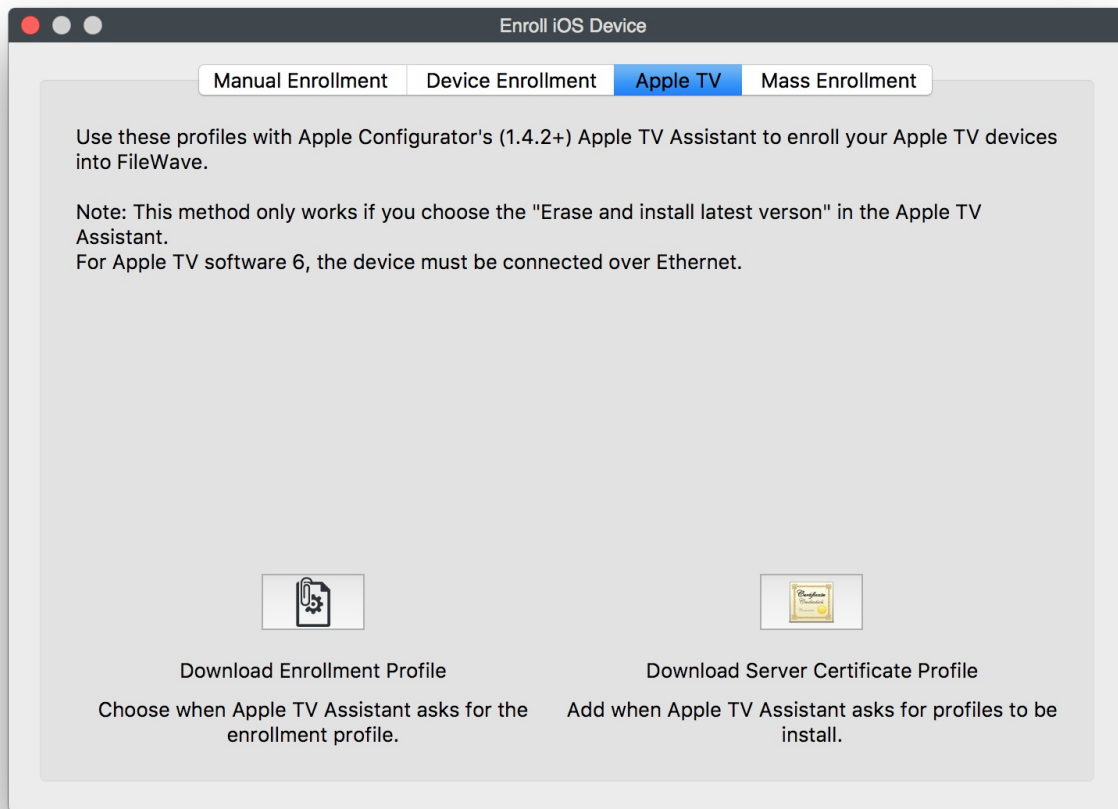 Enroll iOS Device
Manual Enrollment
Device Enrollment
Apple TV
Mass Enrollment
Use these profiles with Apple Configurator's (1.4.2+) Apple TV Assistant to enroll your Apple TV devices
into FileWave.
Note: This method only works if you choose the "Erase and install latest verson" in the Apple TV
Assistant.
For Apple TV software 6, the device must be connected over Ethernet.
Download Enrollment Profile
Choose when Apple TV Assistant asks for the
enrollment profile.
Download Server Certificate Profile
Add when Apple TV Assistant asks for profiles to be
install.